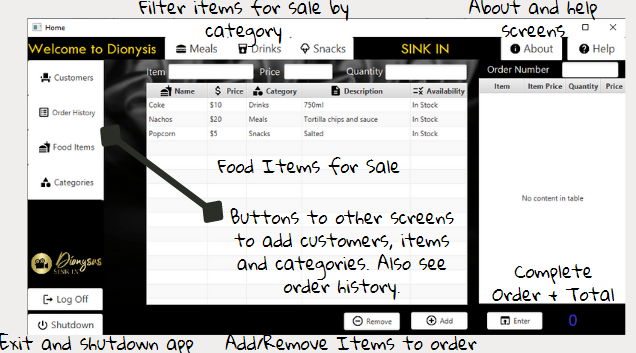 Filter items for sale by
category .
About and help
screens
Home
Welcome to Dionysis
Meals
Drinks
Snacks
SINK IN
About
Help
Customers
Order History
Food Items
Categories
Item
Price
Quantity
Order Number
Name Price Category Description Availability
Coke $10 Drinks 750ml In Stock
Nachos $20 Meals Tortilla chips and sauce In Stock
Popcorn $5 Snacks Salted In Stock
Item Item Price Quantity Price
No content in table
Food Items for Sale
Buttons to other screens
to add customers, items
and categories. Also see
order history.
Complete
Order + Total
Dionysus
SINK IN
Log Off
Shutdown
Remove
Add
Enter
0
Exit and shutdown app
Add/Remove Items to order